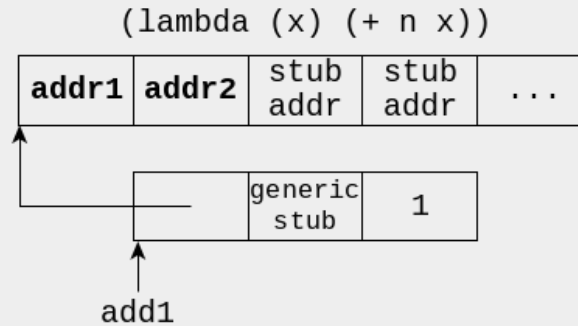 (lambda (x) (+ n x))
addr1 addr2 stub addr stub addr ...
generic stub 1
add1